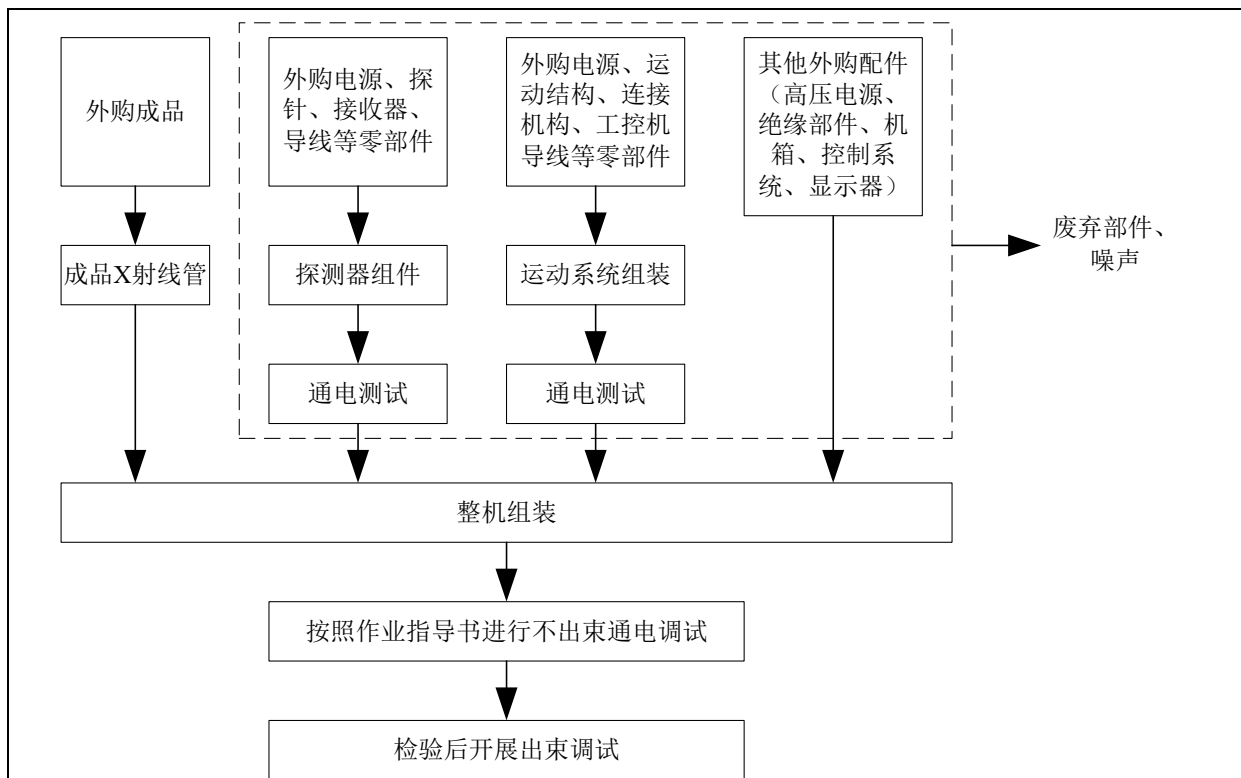 外购成品
外购电源、探
针、接收器、
导线等零部件
外购电源、运
动结构、连接
机构、工控机
导线等零部件
其他外购配件
（高压电源、
绝缘部件、机
箱、控制系
统、显示器）
废弃部件、
噪声
成品X射线管
探测器组件
运动系统组装
通电测试
通电测试
整机组装
按照作业指导书进行不出束通电调试
检验后开展出束调试